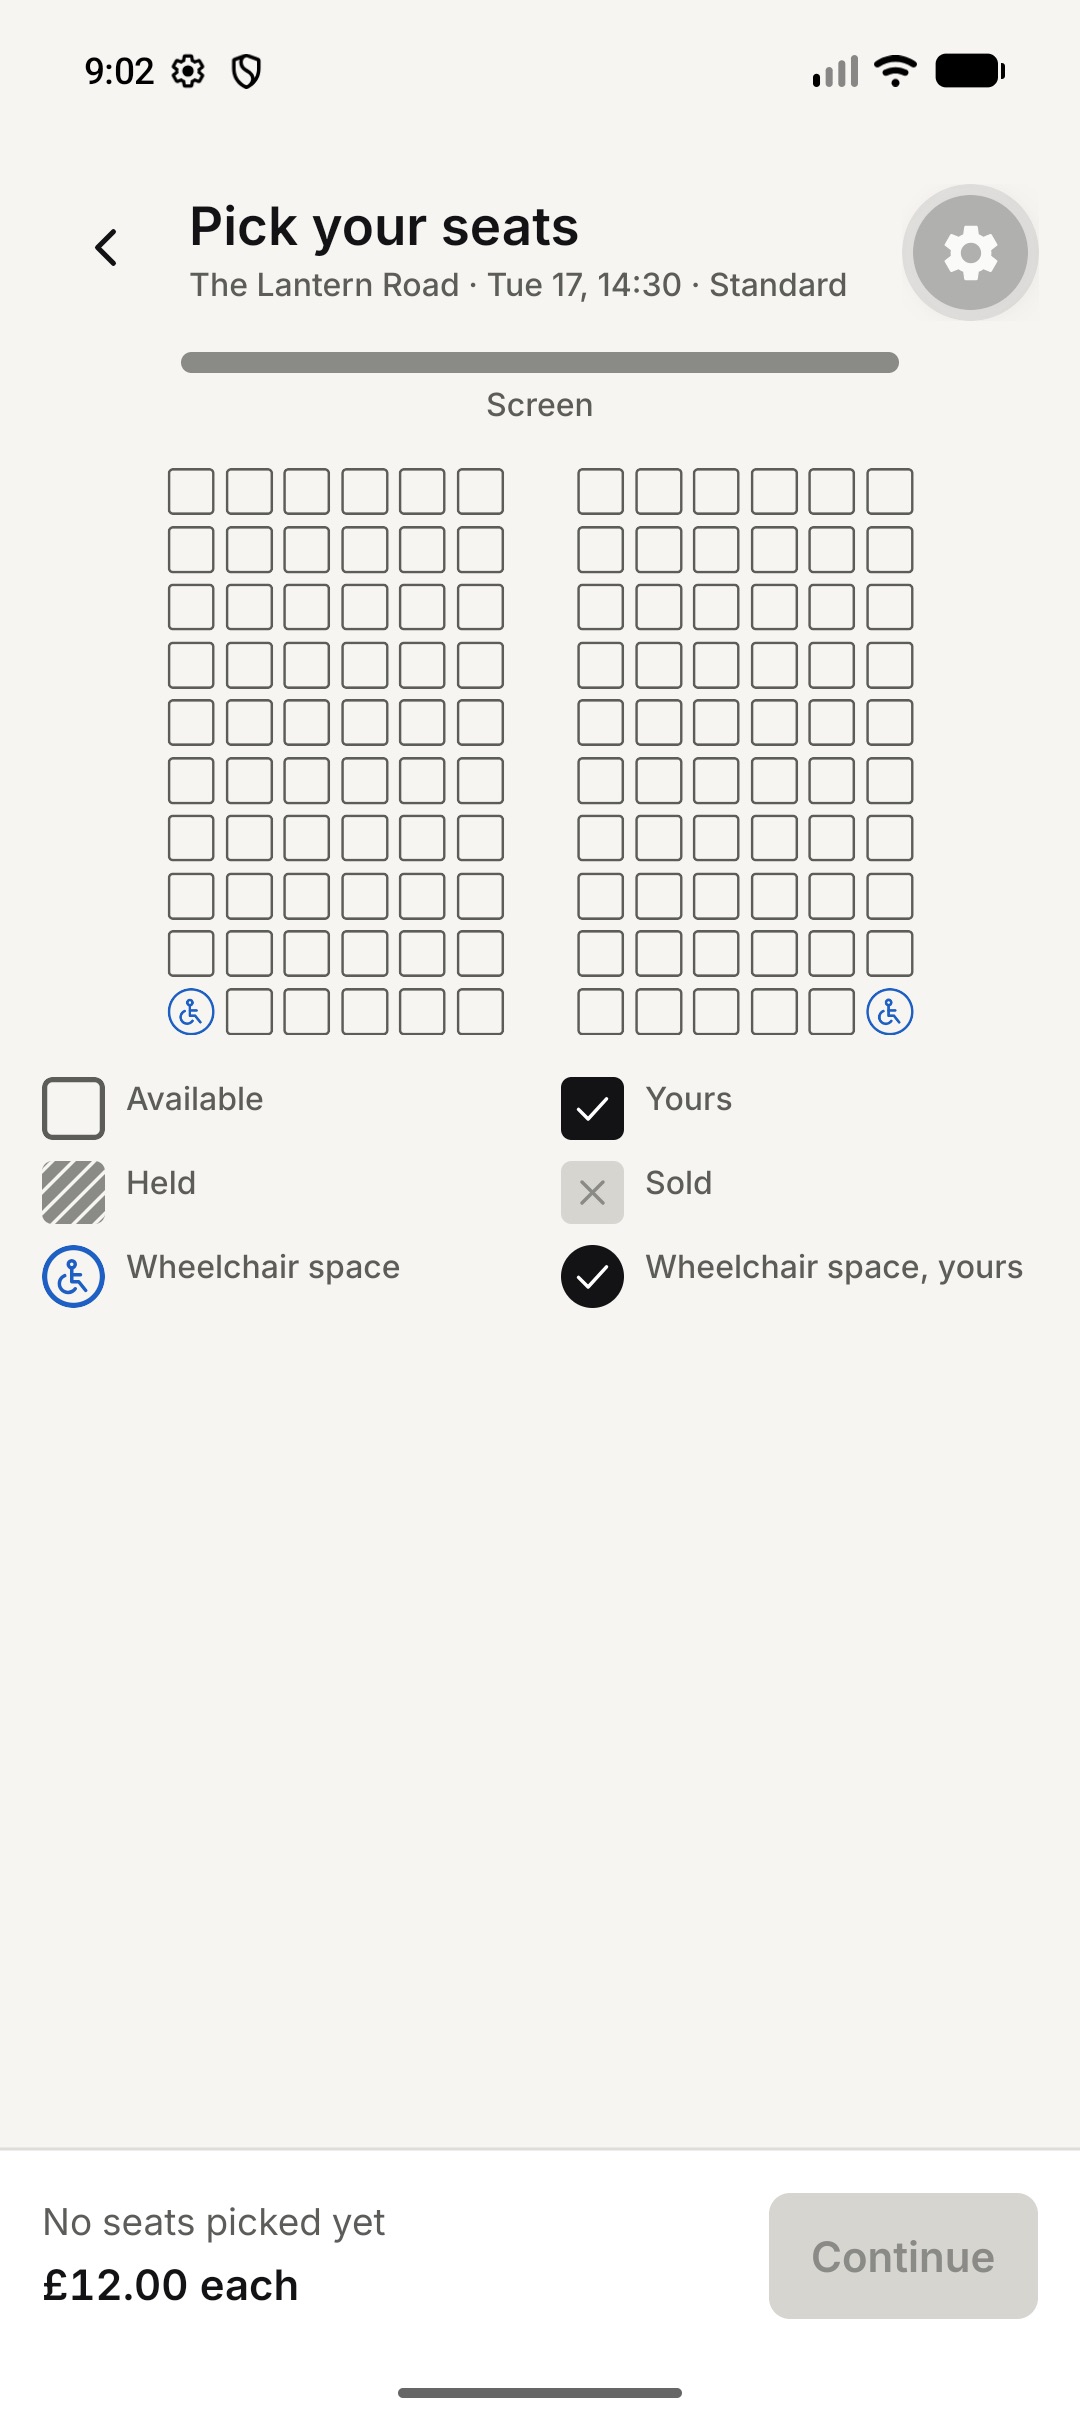 9:02
Pick your seats
The Lantern Road · Tue 17, 14:30 · Standard
Screen
Available
Yours
Held
Sold
Wheelchair space
Wheelchair space, yours
No seats picked yet
£12.00 each
Continue